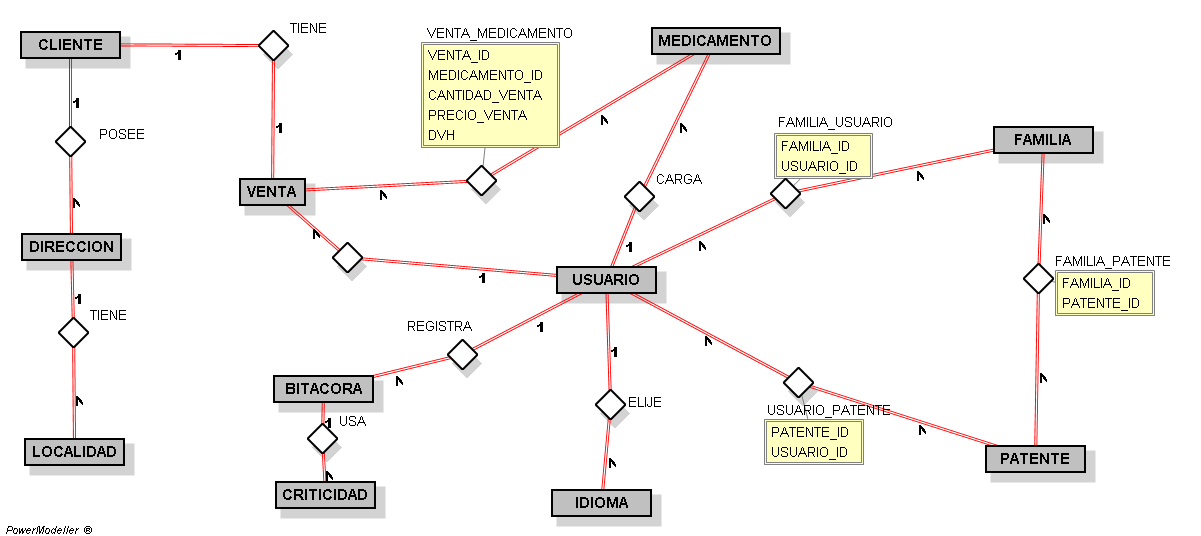 TIENE
CLIENTE
1
VENTA_MEDICAMENTO
VENTA_ID
MEDICAMENTO_ID
CANTIDAD_VENTA
PRECIO_VENTA
DVH
MEDICAMENTO
1
POSEE
1
FAMILIA_USUARIO
FAMILIA_ID
USUARIO_ID
FAMILIA
VENTA
CARGA
DIRECCION
1
1
USUARIO
FAMILIA_PATENTE
FAMILIA_ID
PATENTE_ID
1
TIENE
REGISTRA
1
1
BITACORA
1
USA
ELIJE
USUARIO_PATENTE
PATENTE_ID
USUARIO_ID
LOCALIDAD
CRITICIDAD
IDIOMA
PATENTE
PowerModeller ®